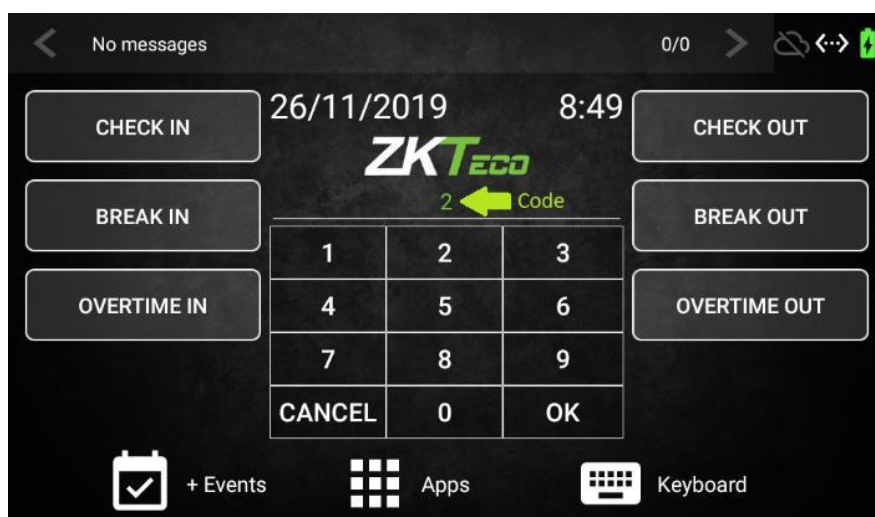 No messages 0/0
CHECK IN
BREAK IN
OVERTIME IN
26/11/2019 8:49
ZKTECO
2 Code
1 2 3
4 5 6
7 8 9
CANCEL 0 OK
CHECK OUT
BREAK OUT
OVERTIME OUT
+ Events Apps Keyboard